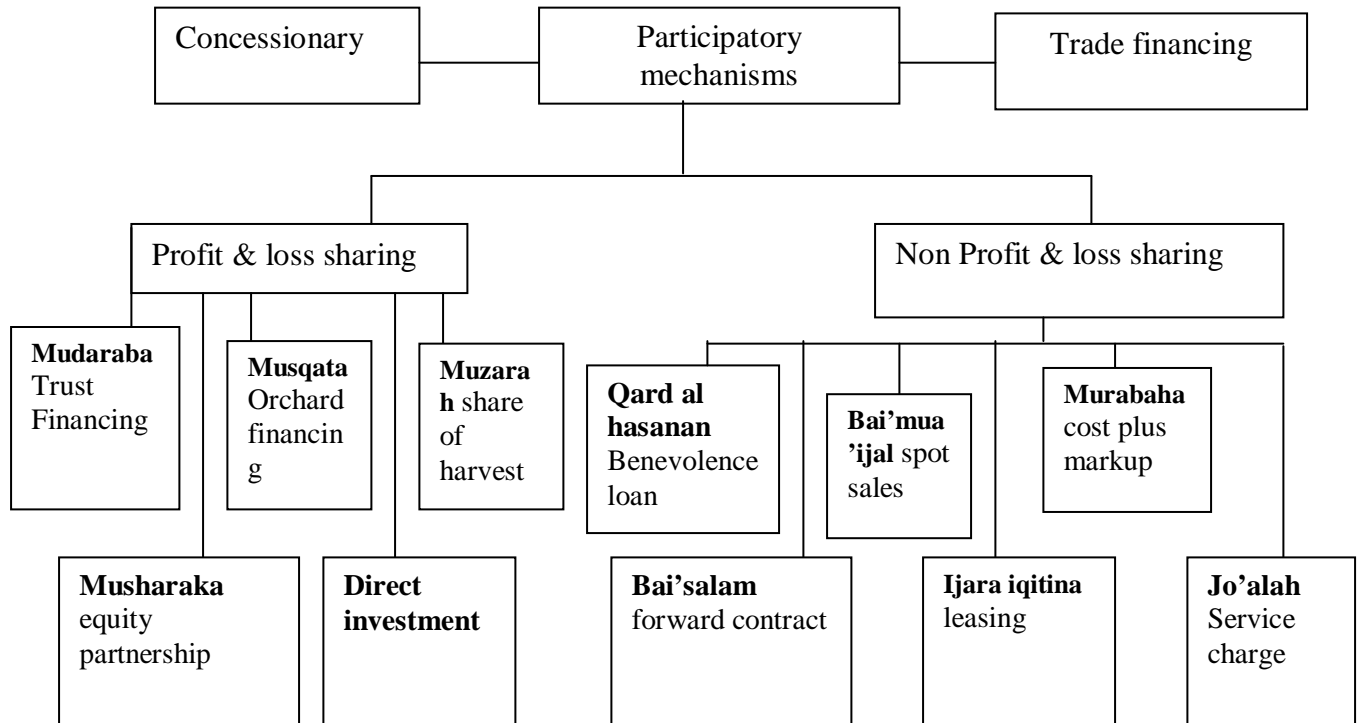 Concessionary
Participatory
mechanisms
Trade financing
Profit & loss sharing
Non Profit & loss sharing
Mudaraba
Trust
Financing
Musqata
Orchard
financin
g
Muzara
h share
of
harvest
Qard al
hasanan
Benevolence
loan
Bai’mua
’ijal spot
sales
Murabaha
cost plus
markup
Musharaka
equity
partnership
Direct
investment
Bai’salam
forward contract
Ijara iqitina
leasing
Jo’alah
Service
charge